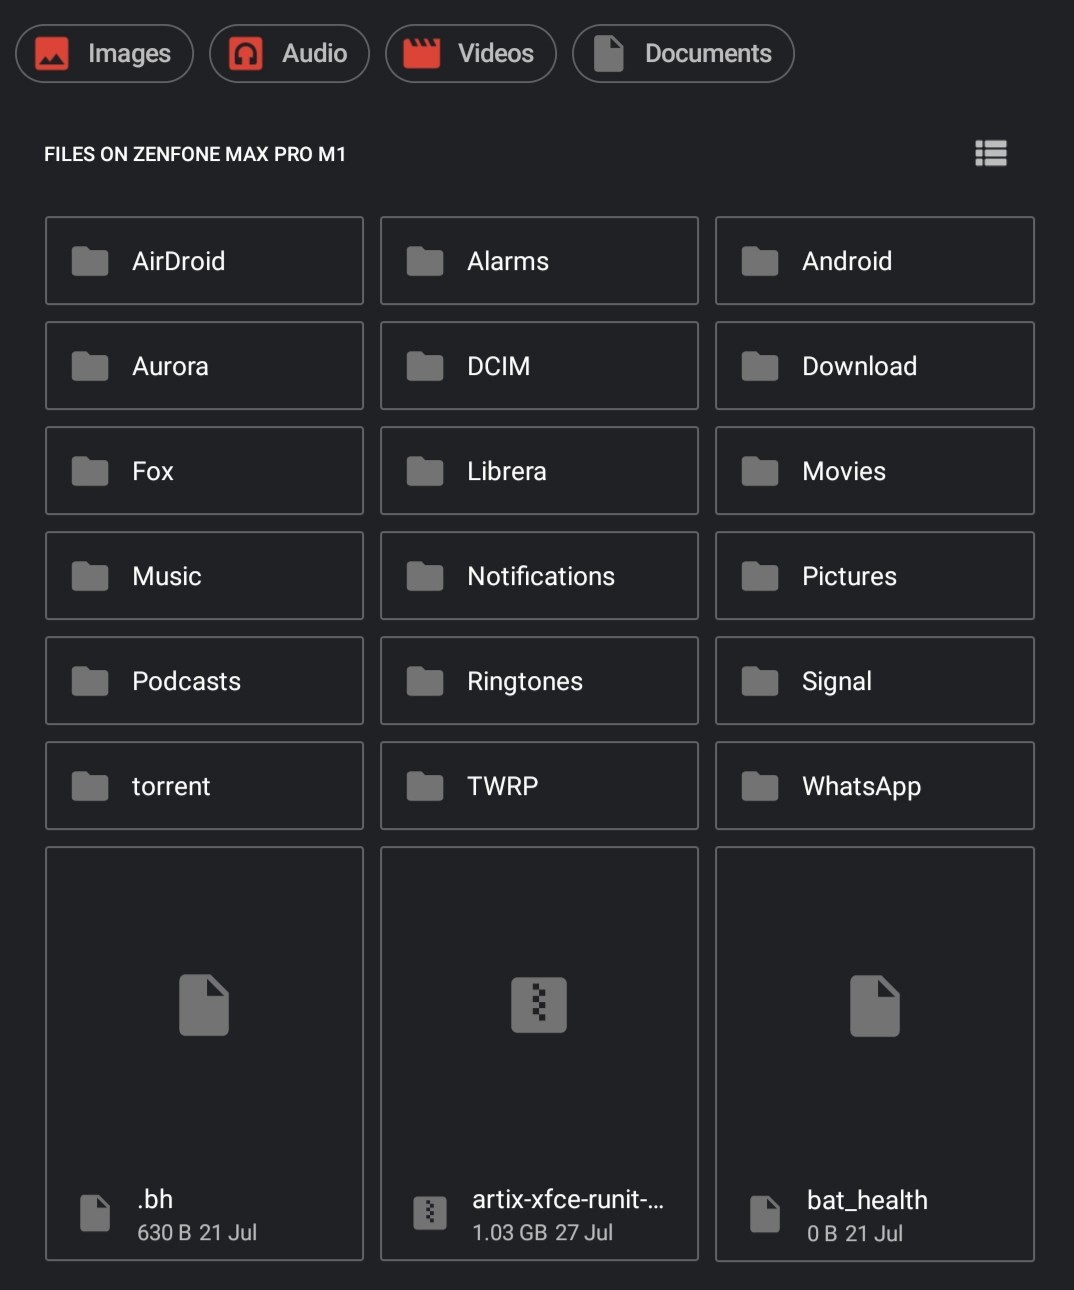 Images
Audio
Videos
Documents
FILES ON ZENFONE MAX PRO M1
AirDroid
Alarms
Android
Aurora
DCIM
Download
Fox
Librera
Movies
Music
Notifications
Pictures
Podcasts
Ringtones
Signal
torrent
TWRP
WhatsApp
.bh
630 B 21 Jul
artix-xfce-runit-...
1.03 GB 27 Jul
bat_health
0 B 21 Jul